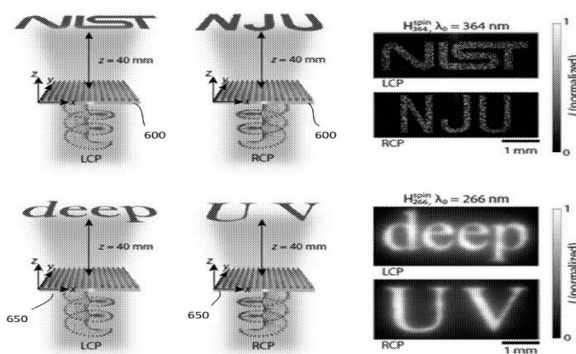 NIST
z = 40 mm
z
y
x
600
LCP
NJU
z = 40 mm
z
y
x
600
RCP
H^spin_364, λ₀ = 364 nm
NIST
LCP
NJU
RCP
1 mm
1
I (normalized)
0
deep
z = 40 mm
z
y
x
650
LCP
U V
z = 40 mm
z
y
x
650
RCP
H^spin_266, λ₀ = 266 nm
deep
LCP
U V
RCP
1 mm
1
I (normalized)
0